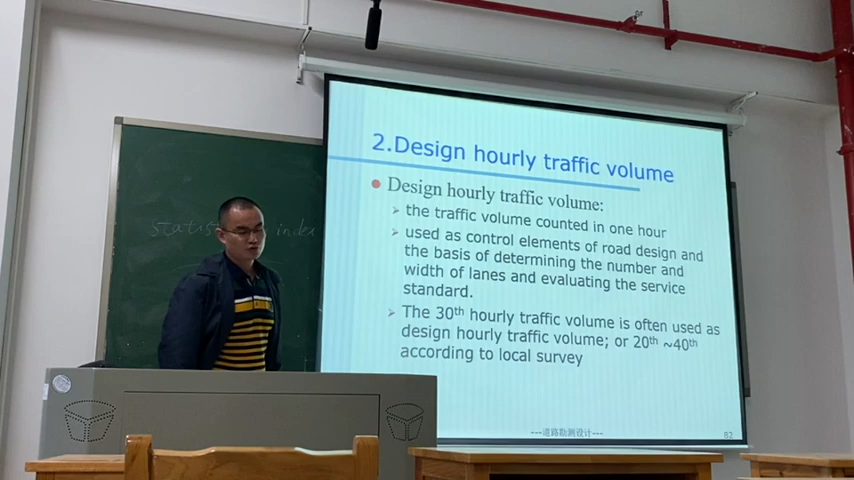 2.Design hourly traffic volume
Design hourly traffic volume:
the traffic volume counted in one hour
used as control elements of road design and
the basis of determining the number and
width of lanes and evaluating the service
standard.
The 30th hourly traffic volume is often used as
design hourly traffic volume; or 20th ~40th
according to local survey
---道路勘测设计---
82
index